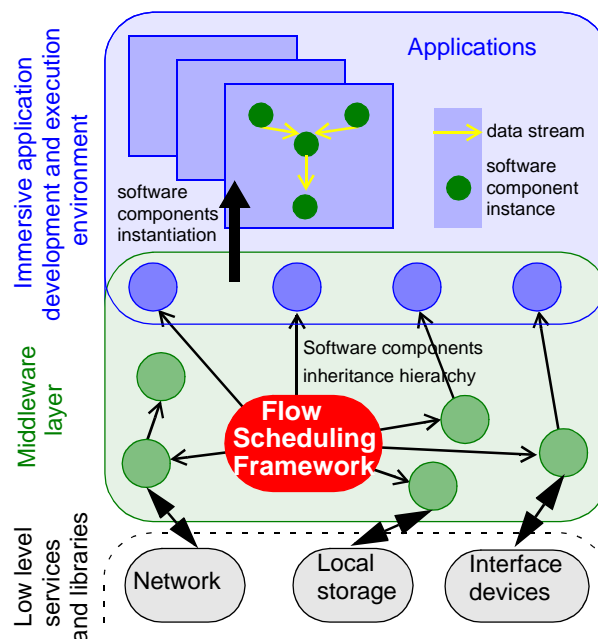 Applications
Immersive application
development and execution
environment
data stream
software
component
instance
software
components
instantiation
Software components
inheritance hierarchy
Middleware
layer
Flow
Scheduling
Framework
Low level
services
and libraries
Network
Local
storage
Interface
devices